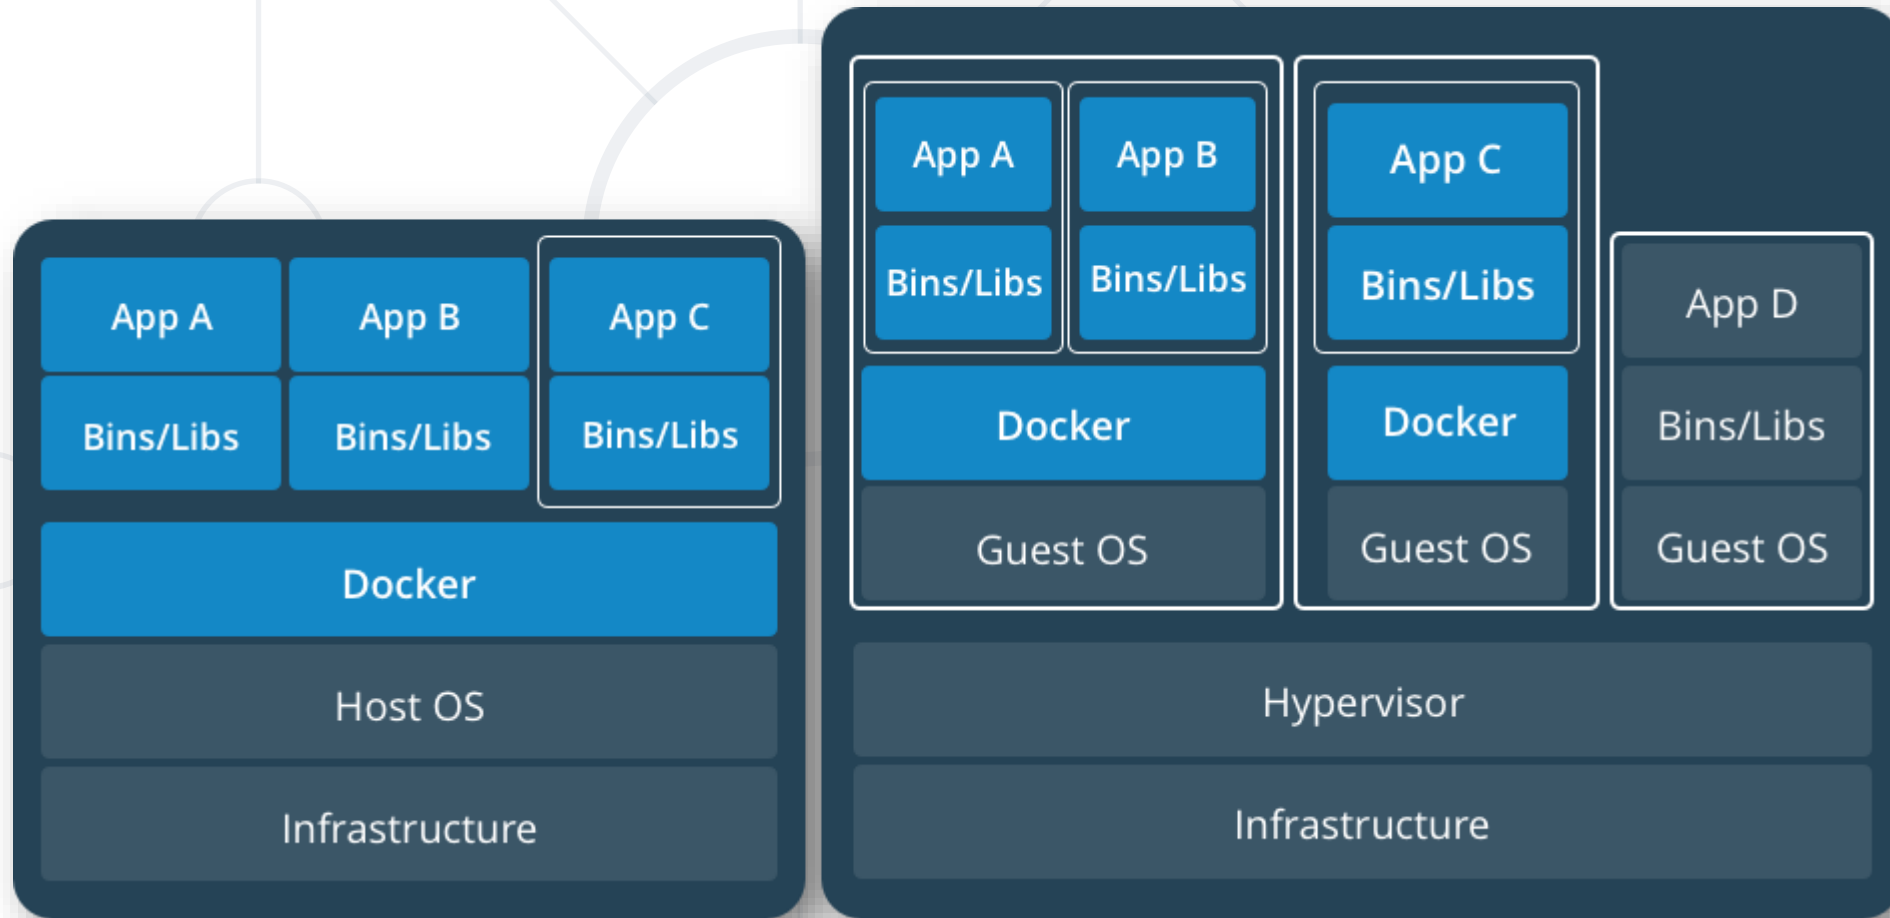 App A
App B
App C
Bins/Libs
Bins/Libs
Bins/Libs
Docker
Host OS
Infrastructure
App A
App B
App C
Bins/Libs
Bins/Libs
Bins/Libs
App D
Docker
Docker
Bins/Libs
Guest OS
Guest OS
Guest OS
Hypervisor
Infrastructure